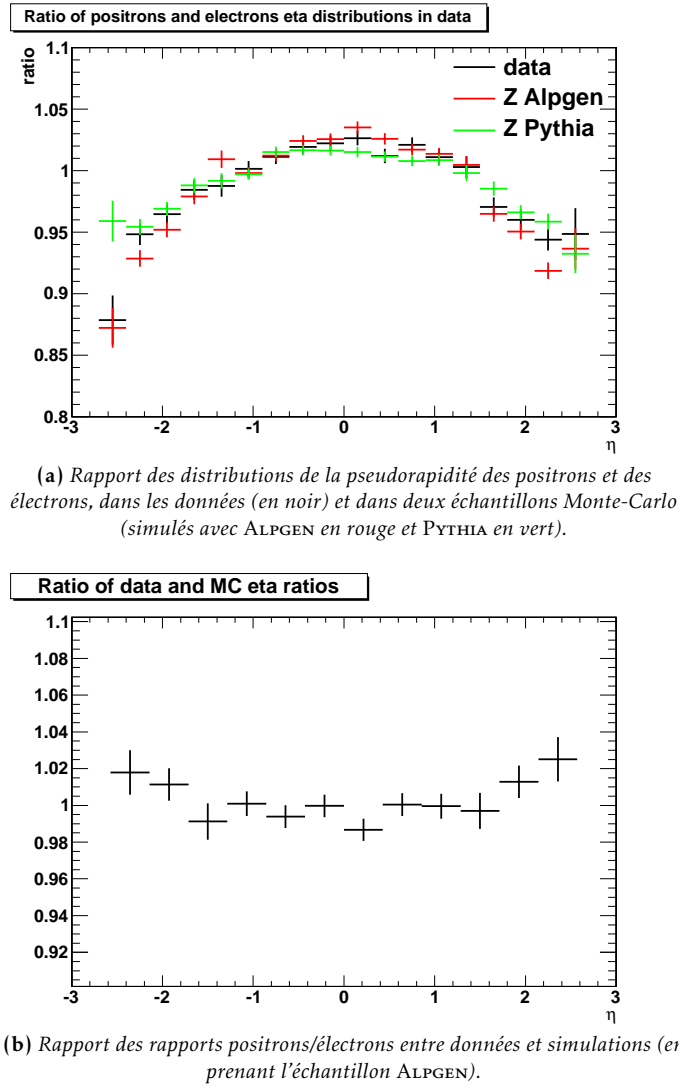 Ratio of positrons and electrons eta distributions in data
ratio
1.1
1.05
1
0.95
0.9
0.85
0.8
data
Z Alpgen
Z Pythia
-3 -2 -1 0 1 2 3
η
(a) Rapport des distributions de la pseudorapidité des positrons et des
électrons, dans les données (en noir) et dans deux échantillons Monte-Carlo
(simulés avec ALPGEN en rouge et PYTHIA en vert).
Ratio of data and MC eta ratios
1.1
1.08
1.06
1.04
1.02
1
0.98
0.96
0.94
0.92
-3 -2 -1 0 1 2 3
η
(b) Rapport des rapports positrons/électrons entre données et simulations (en
prenant l'échantillon ALPGEN).